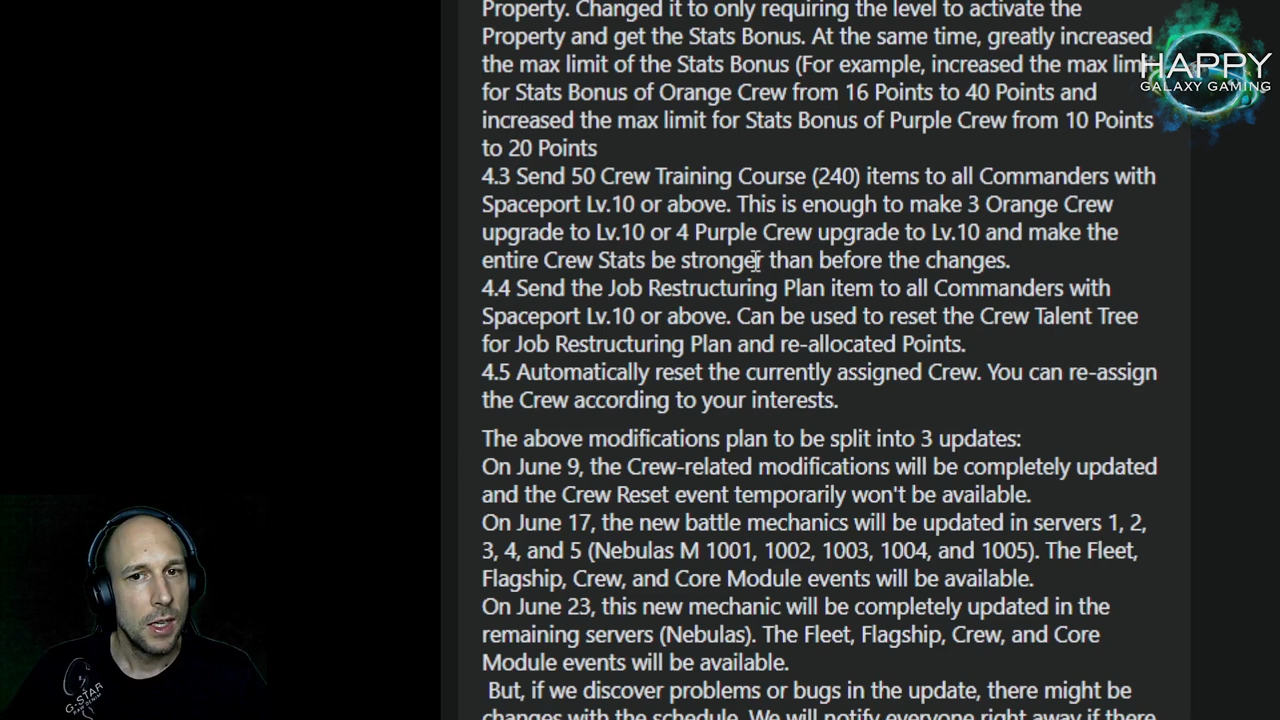 Property. Changed it to only requiring the level to activate the
Property and get the Stats Bonus. At the same time, greatly increased
the max limit of the Stats Bonus (For example, increased the max lim
for Stats Bonus of Orange Crew from 16 Points to 40 Points and
increased the max limit for Stats Bonus of Purple Crew from 10 Points
to 20 Points
4.3 Send 50 Crew Training Course (240) items to all Commanders with
Spaceport Lv.10 or above. This is enough to make 3 Orange Crew
upgrade to Lv.10 or 4 Purple Crew upgrade to Lv.10 and make the
entire Crew Stats be stronger than before the changes.
4.4 Send the Job Restructuring Plan item to all Commanders with
Spaceport Lv.10 or above. Can be used to reset the Crew Talent Tree
for Job Restructuring Plan and re-allocated Points.
4.5 Automatically reset the currently assigned Crew. You can re-assign
the Crew according to your interests.
The above modifications plan to be split into 3 updates:
On June 9, the Crew-related modifications will be completely updated
and the Crew Reset event temporarily won't be available.
On June 17, the new battle mechanics will be updated in servers 1, 2,
3, 4, and 5 (Nebulas M 1001, 1002, 1003, 1004, and 1005). The Fleet,
Flagship, Crew, and Core Module events will be available.
On June 23, this new mechanic will be completely updated in the
remaining servers (Nebulas). The Fleet, Flagship, Crew, and Core
Module events will be available.
But, if we discover problems or bugs in the update, there might be
changes with the schedule. We will notify everyone right away if there
HAPPY
GALAXY GAMING
G-STAR